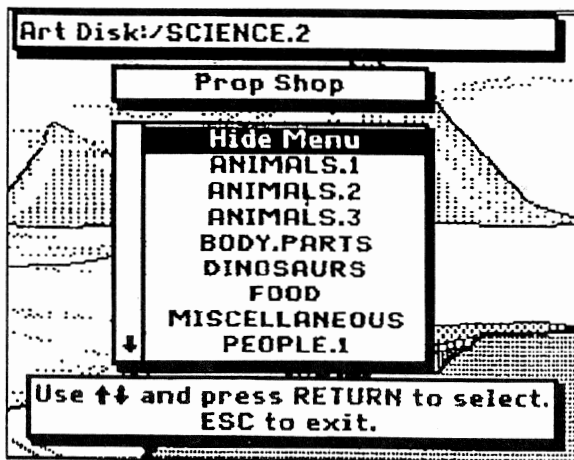 Art Disk:/SCIENCE.2
Prop Shop
Hide Menu
ANIMALS.1
ANIMALS.2
ANIMALS.3
BODY.PARTS
DINOSAURS
FOOD
MISCELLANEOUS
PEOPLE.1
Use ↑↓ and press RETURN to select.
ESC to exit.